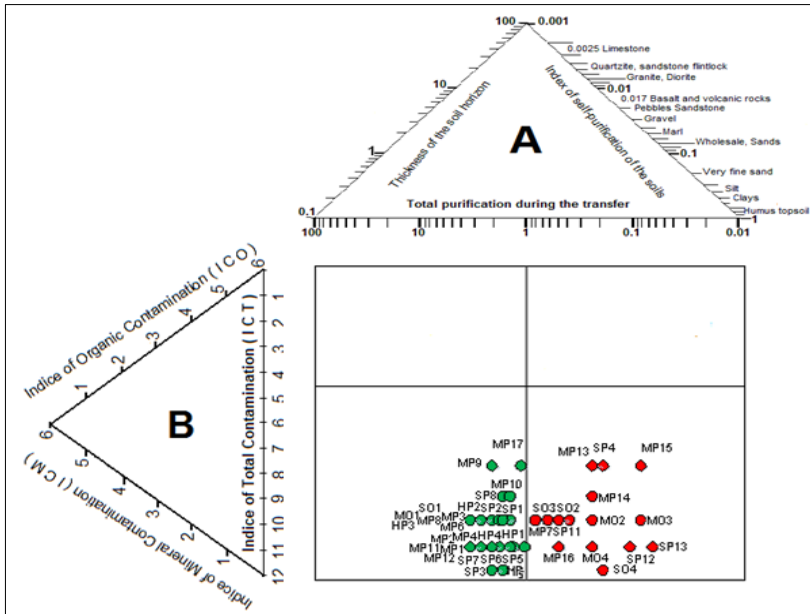 100 0.001
0.0025 Limestone
Quartzite, sandstone flintlock
Granite, Diorite
10 0.01
0.017 Basalt and volcanic rocks
Pebbles Sandstone
Gravel
Marl
Wholesale, Sands
1 0.1
Very fine sand
Silt
Clays
Humus topsoil
0.1 1
Thickness of the soil horizon
Index of self-purification of the soils
A
Total purification during the transfer
100 10 1 0.1 0.01
Indice of Organic Contamination ( I C O )
1 2 3 4 5 6
B
Indice of Total Contamination ( I C T )
1 2 3 4 5 6 7 8 9 10 11 12
Indice of Mineral Contamination ( I C M )
6 5 4 3 2 1
MP17 MP13 SP4 MP15
MP9
MP10
SP8 MP14
SO1 HP2 SP2 SP1 SO3 SO2
MO1 MP8 MP3 MO2 MO3
HP3 MP6 MP7 SP11
MP4 HP4 HP1
MP11 MP1 SP13
MP12 SP7 SP6 SP5 MP16 MO4 SP12
SP3 SO4